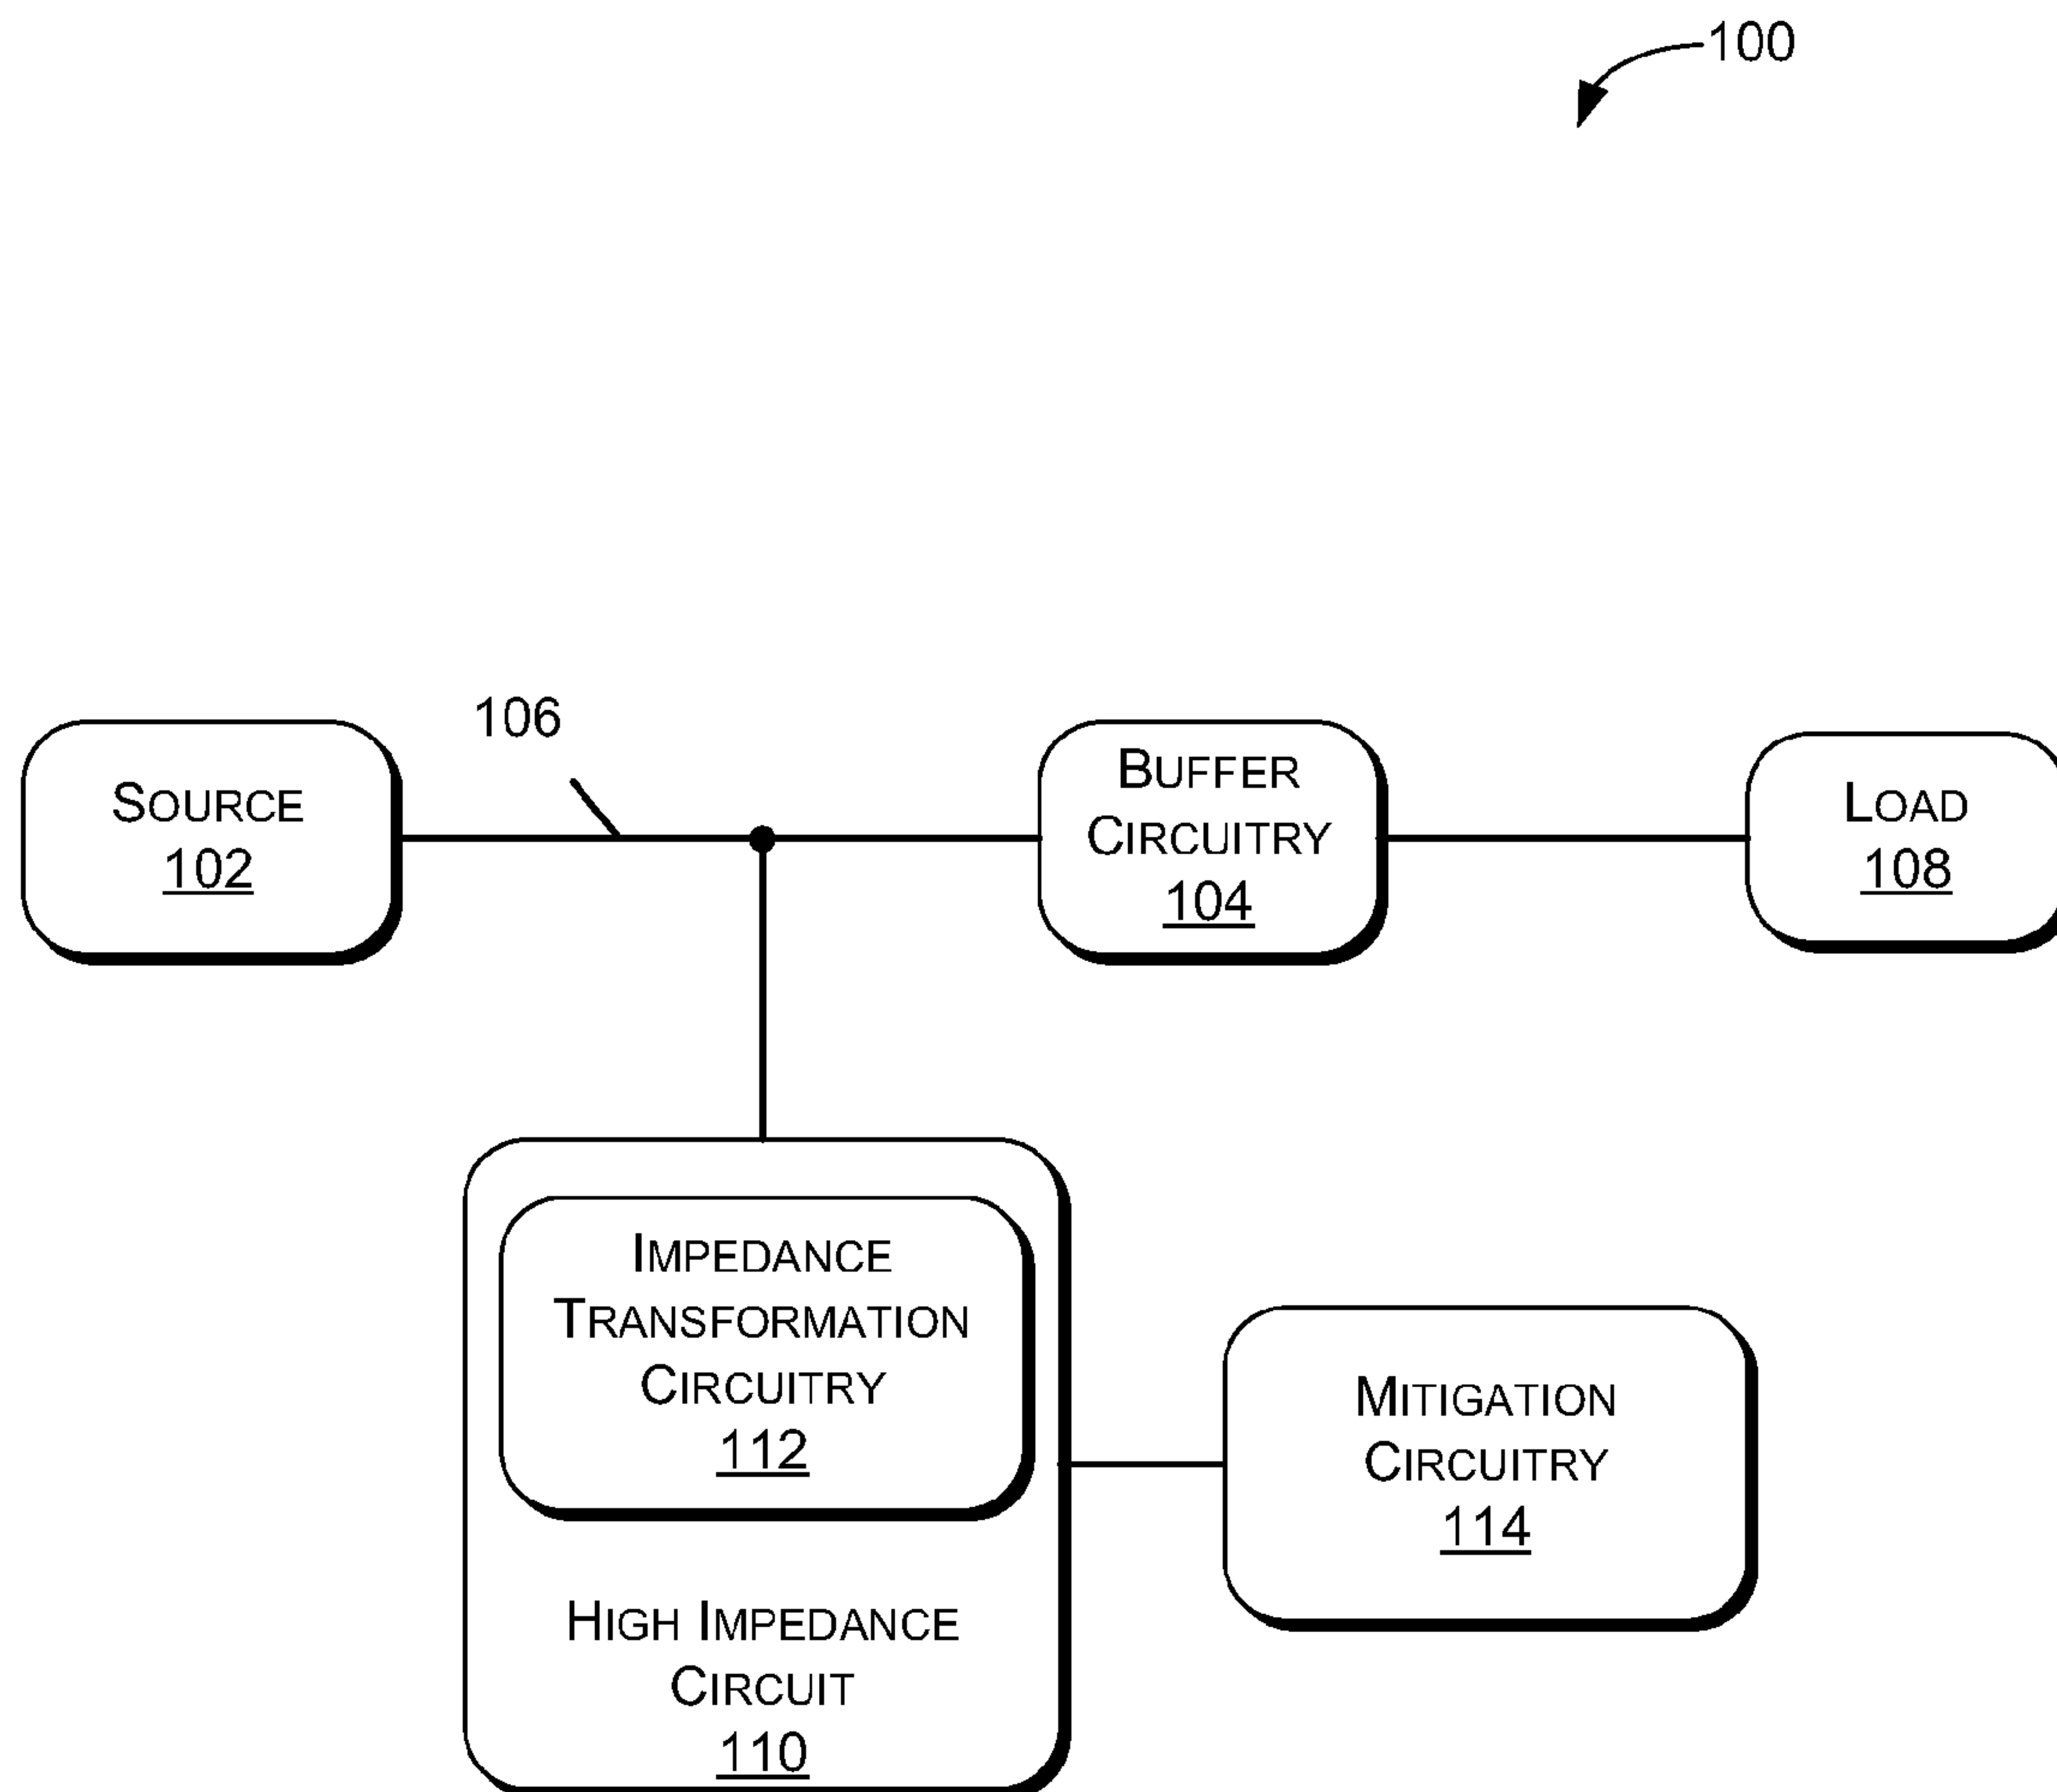 100
106
SOURCE
102
BUFFER
CIRCUITRY
104
LOAD
108
IMPEDANCE
TRANSFORMATION
CIRCUITRY
112
HIGH IMPEDANCE
CIRCUIT
110
MITIGATION
CIRCUITRY
114